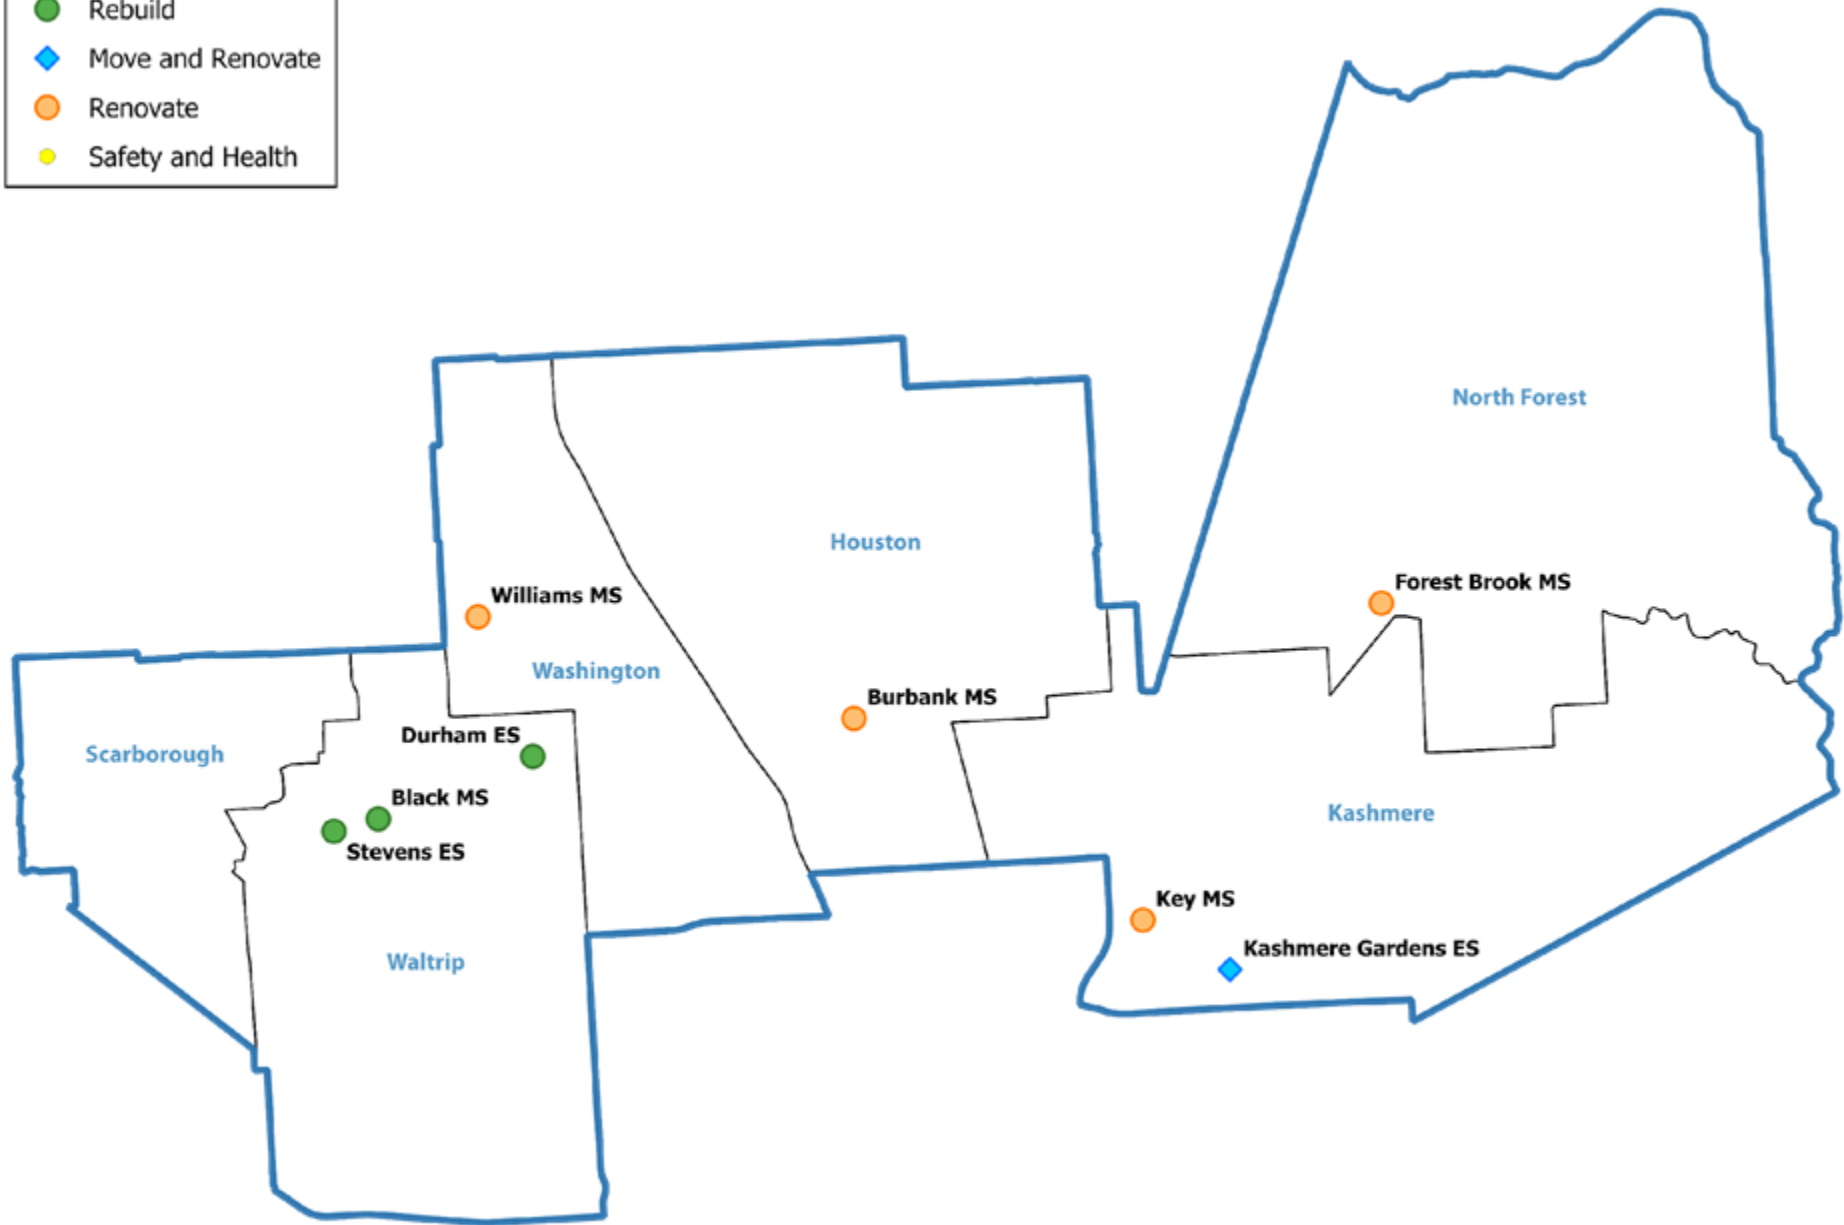 Rebuild
Move and Renovate
Renovate
Safety and Health
North Forest
Houston
Forest Brook MS
Williams MS
Washington
Burbank MS
Durham ES
Scarborough
Black MS
Kashmere
Stevens ES
Key MS
Kashmere Gardens ES
Waltrip